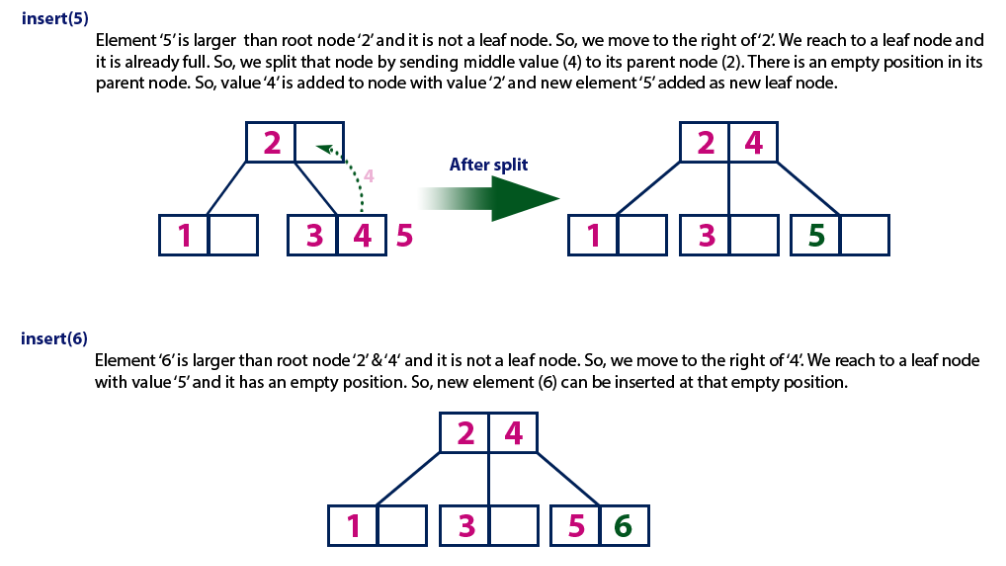 insert(5)
Element ‘5’ is larger than root node ‘2’ and it is not a leaf node. So, we move to the right of ‘2’. We reach to a leaf node and
it is already full. So, we split that node by sending middle value (4) to its parent node (2). There is an empty position in its
parent node. So, value ‘4’ is added to node with value ‘2’ and new element ‘5’ added as new leaf node.
2
4
1
3 4 5
After split
2 4
1
3
5
insert(6)
Element ‘6’ is larger than root node ‘2’ & ‘4’ and it is not a leaf node. So, we move to the right of ‘4’. We reach to a leaf node
with value ‘5’ and it has an empty position. So, new element (6) can be inserted at that empty position.
2 4
1
3
5 6